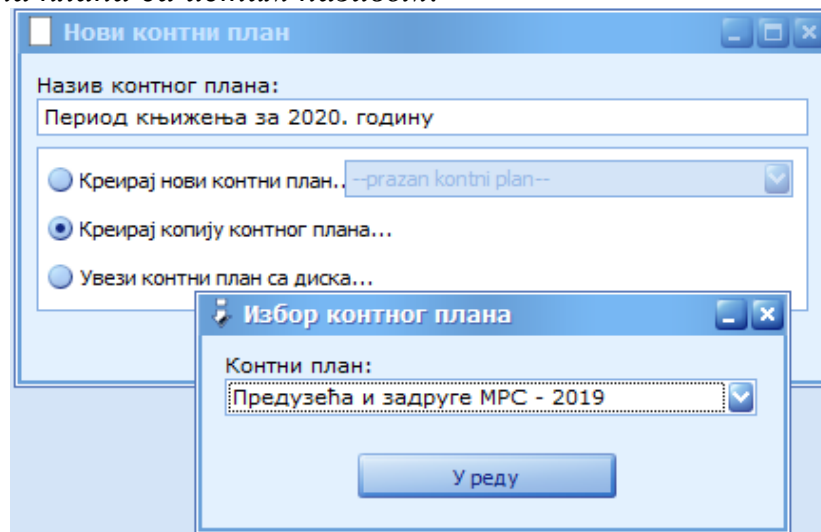 Нови контни план
Назив контног плана:
Период књижења за 2020. годину
Креирај нови контни план.. --prazan kontni plan--
Креирај копију контног плана...
Увези контни план са диска...
Избор контног плана
Контни план:
Предузећа и задруге МРС - 2019
У реду